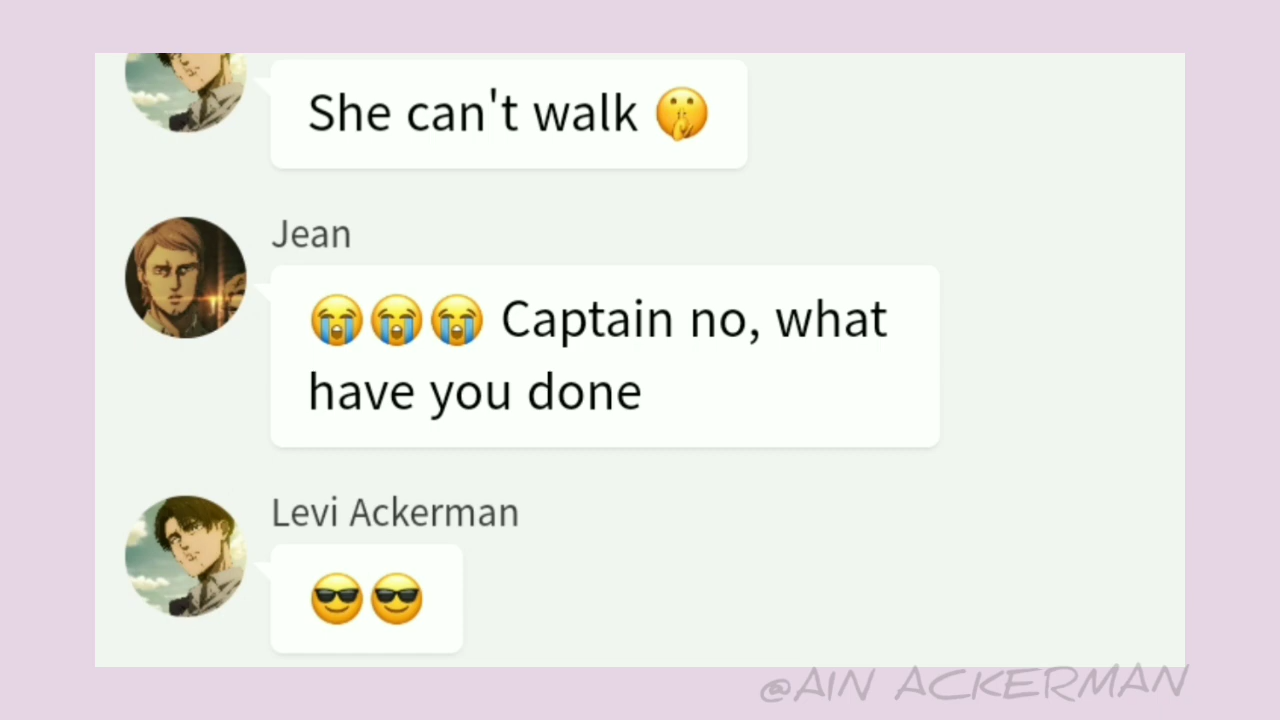 She can't walk 🤫
Jean
😭😭😭 Captain no, what
have you done
Levi Ackerman
😎😎
@AIN ACKERMAN